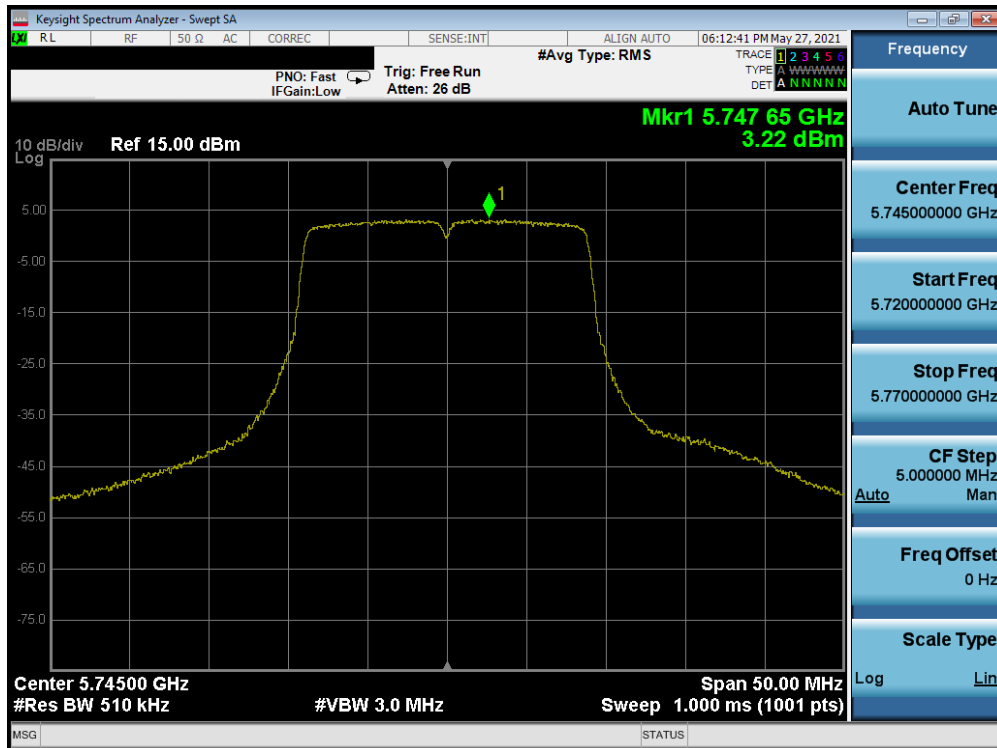 Keysight Spectrum Analyzer - Swept SA
LXI RL RF 50 Ω AC CORREC SENSE:INT ALIGN AUTO 06:12:41 PM May 27, 2021
#Avg Type: RMS TRACE 1 2 3 4 5 6
PNO: Fast Trig: Free Run TYPE A WWWWW
IFGain:Low Atten: 26 dB DET A N N N N N
Mkr1 5.747 65 GHz
3.22 dBm
10 dB/div Ref 15.00 dBm
Log
1
5.00
-5.00
-15.0
-25.0
-35.0
-45.0
-55.0
-65.0
-75.0
Center 5.74500 GHz Span 50.00 MHz
#Res BW 510 kHz #VBW 3.0 MHz Sweep 1.000 ms (1001 pts)
MSG STATUS
Frequency
Auto Tune
Center Freq
5.745000000 GHz
Start Freq
5.720000000 GHz
Stop Freq
5.770000000 GHz
CF Step
5.000000 MHz
Auto Man
Freq Offset
0 Hz
Scale Type
Log Lin